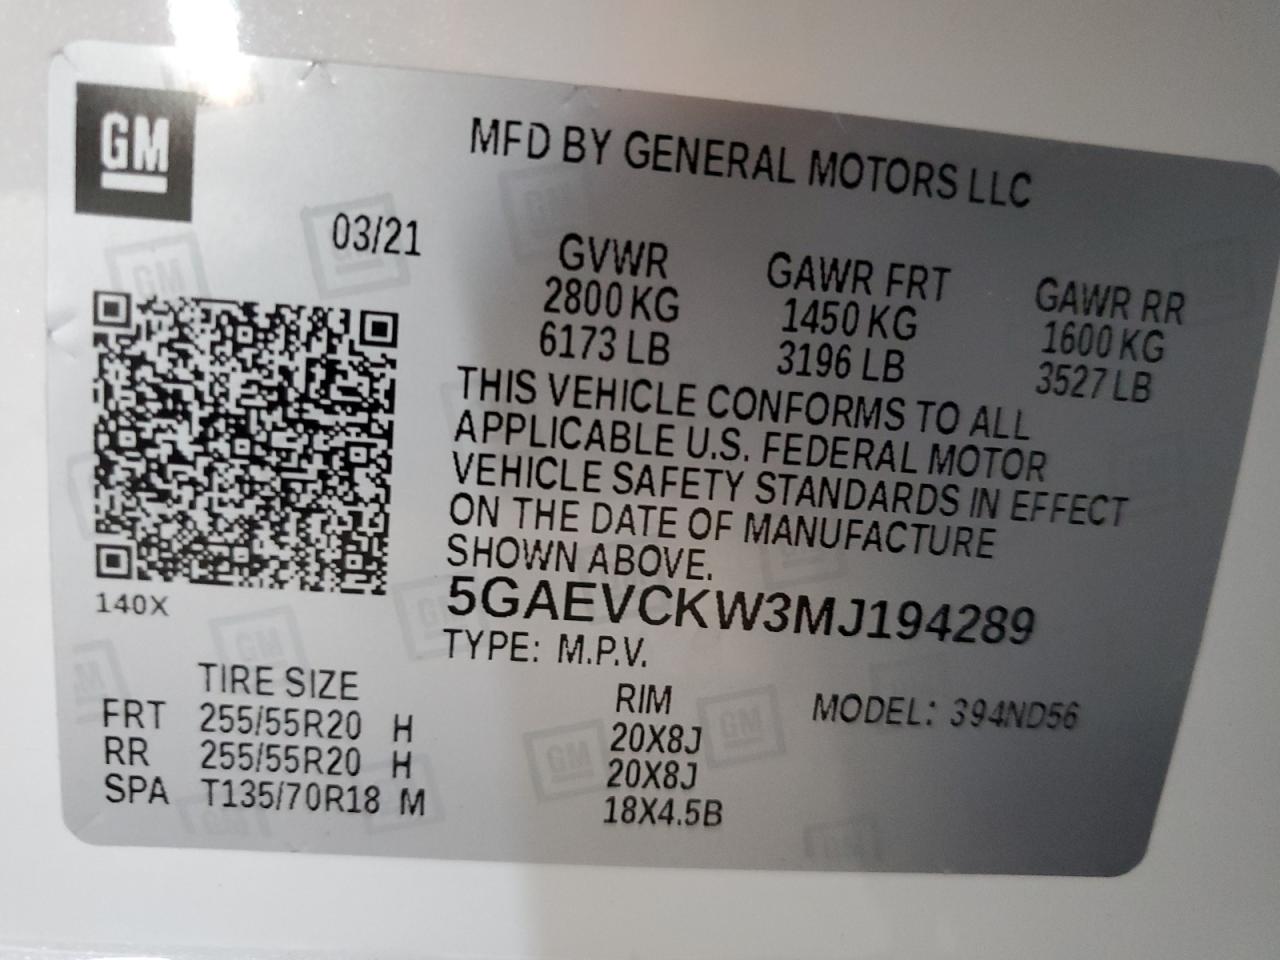 GM
MFD BY GENERAL MOTORS LLC
03/21
GVWR GAWR FRT GAWR RR
2800 KG 1450 KG 1600 KG
6173 LB 3196 LB 3527 LB
THIS VEHICLE CONFORMS TO ALL
APPLICABLE U.S. FEDERAL MOTOR
VEHICLE SAFETY STANDARDS IN EFFECT
ON THE DATE OF MANUFACTURE
SHOWN ABOVE.
140X
5GAEVCKW3MJ194289
TYPE: M.P.V.
TIRE SIZE RIM MODEL: 394ND56
FRT 255/55R20 H 20X8J
RR 255/55R20 H 20X8J
SPA T135/70R18 M 18X4.5B